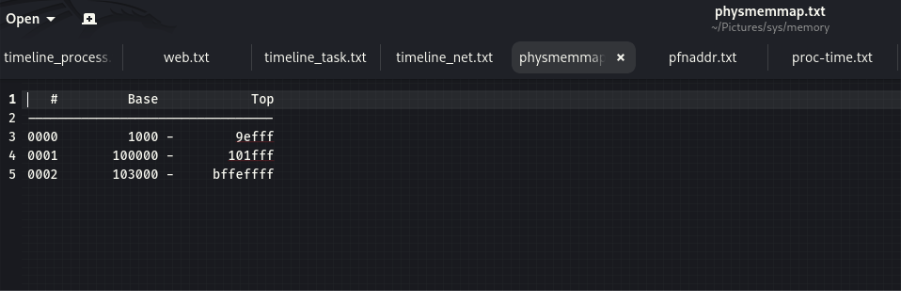 Open
physmemmap.txt
~/Pictures/sys/memory
timeline_process. web.txt timeline_task.txt timeline_net.txt physmemmap × pfnaddr.txt proc-time.txt
1 # Base Top
2
3 0000 1000 - 9efff
4 0001 100000 - 101fff
5 0002 103000 - bffeffff